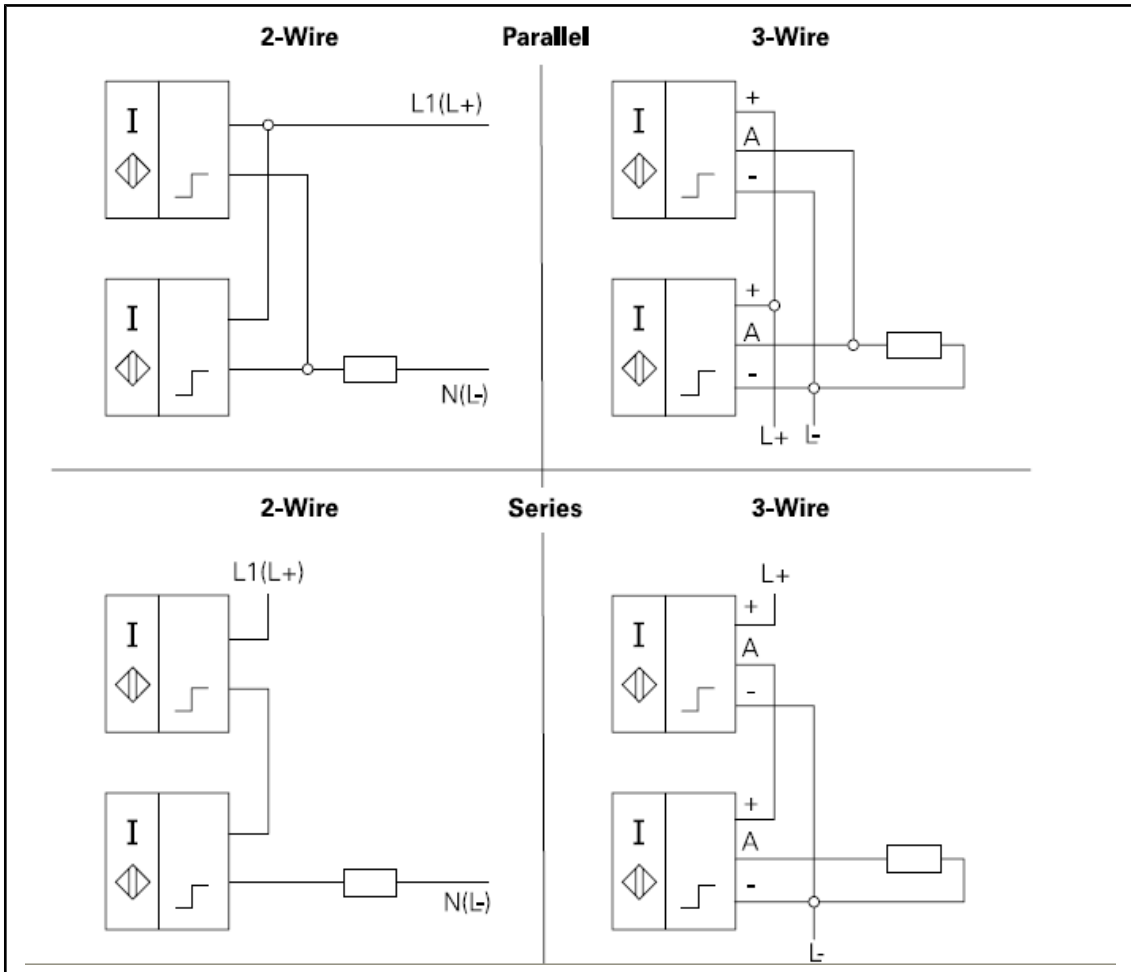 2-Wire Parallel 3-Wire
I
L1(L+)
I
N(L-)
I
+
A
-
I
+
A
-
L+ L-
2-Wire Series 3-Wire
L1(L+)
I
I
N(L-)
L+
I
+
A
-
I
+
A
-
L-